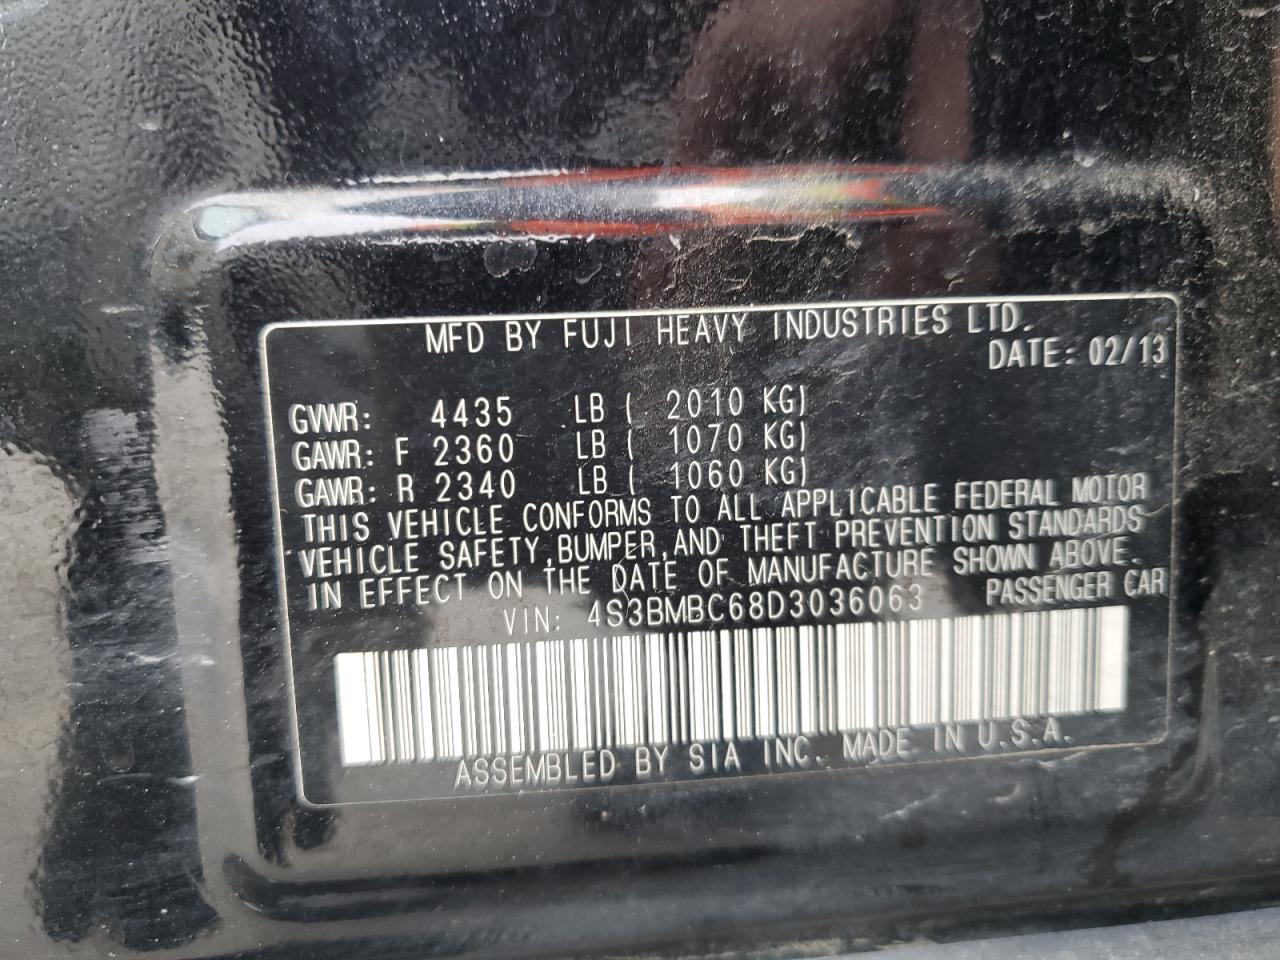 MFD BY FUJI HEAVY INDUSTRIES LTD.
DATE: 02/13
GVWR: 4435 LB ( 2010 KG)
GAWR: F 2360 LB ( 1070 KG)
GAWR: R 2340 LB ( 1060 KG)
THIS VEHICLE CONFORMS TO ALL APPLICABLE FEDERAL MOTOR
VEHICLE SAFETY,BUMPER,AND THEFT PREVENTION STANDARDS
IN EFFECT ON THE DATE OF MANUFACTURE SHOWN ABOVE.
VIN: 4S3BMBC68D3036063 PASSENGER CAR
ASSEMBLED BY SIA INC. MADE IN U.S.A.